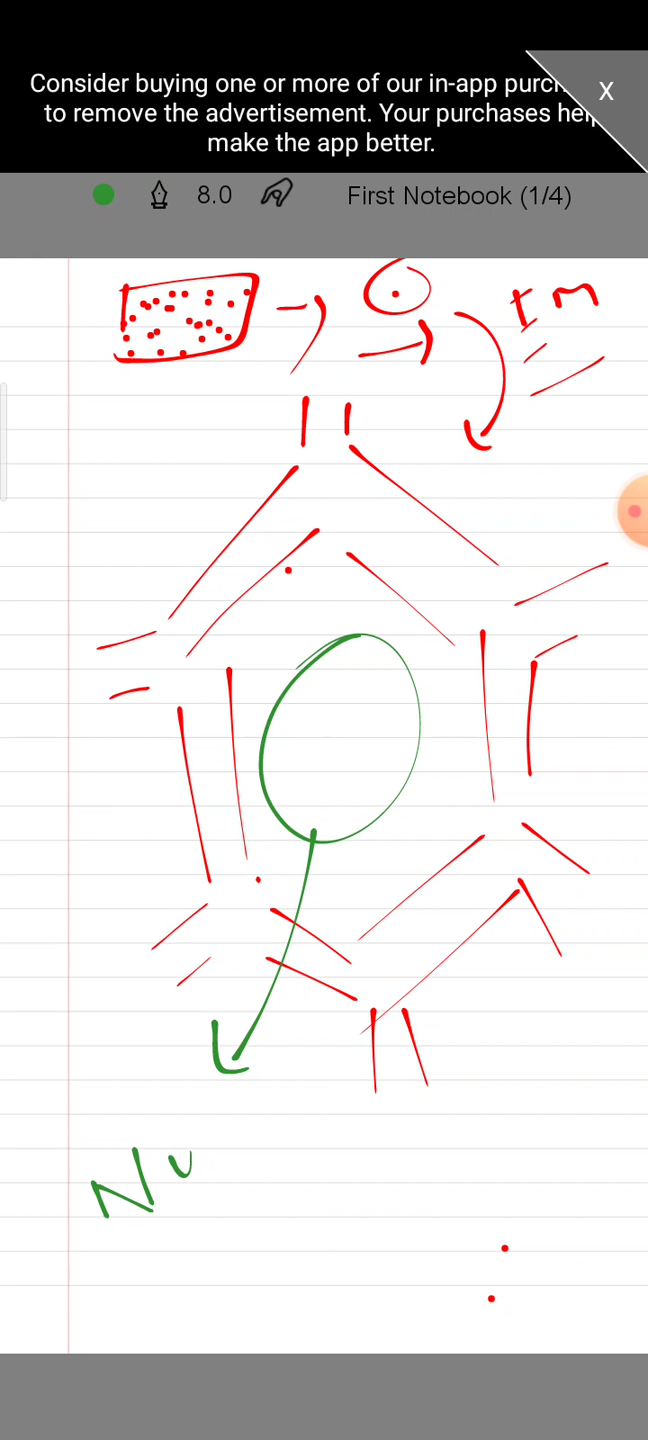 Consider buying one or more of our in-app purch
to remove the advertisement. Your purchases help
make the app better.
X
8.0
First Notebook (1/4)
tm
Nu